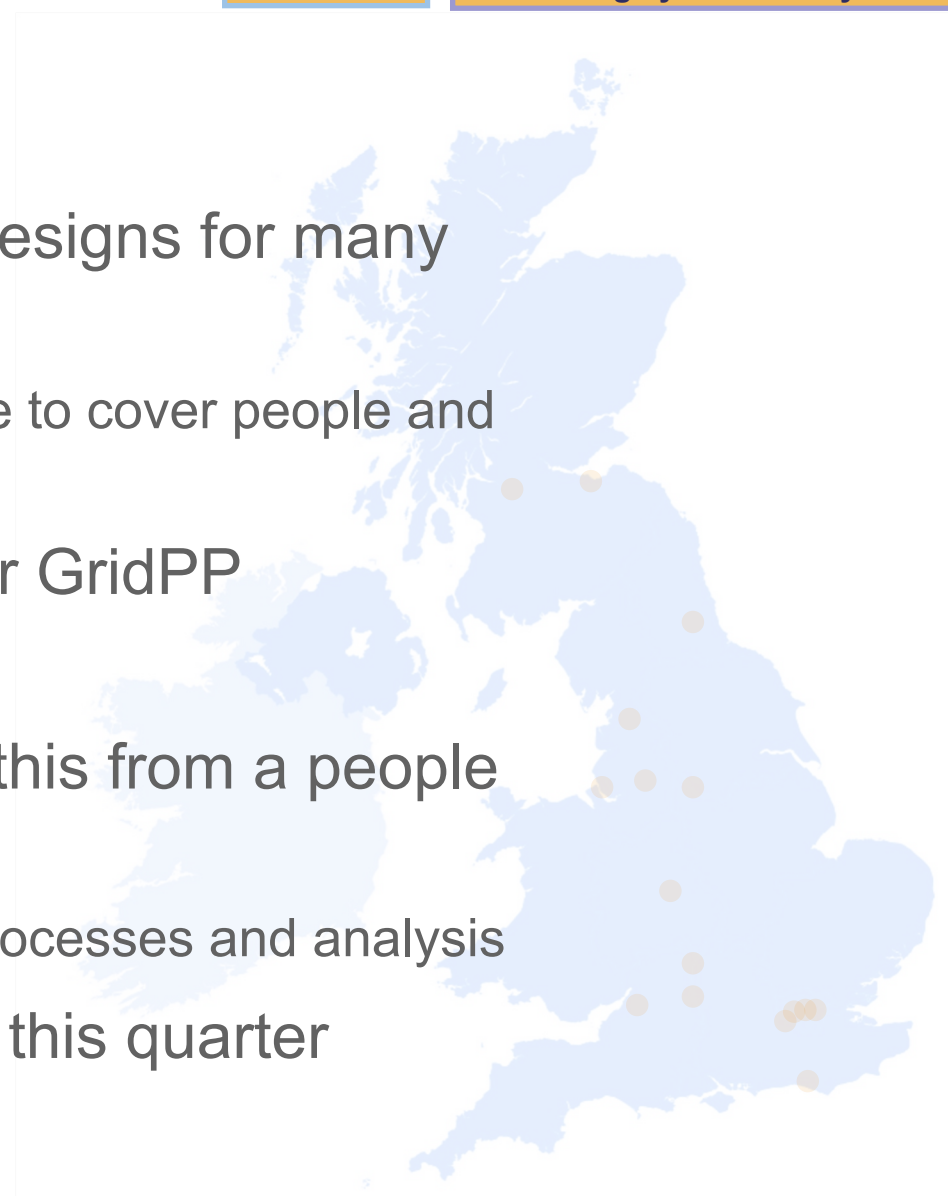 esigns for many
e to cover people and
r GridPP
this from a people
ocesses and analysis
this quarter